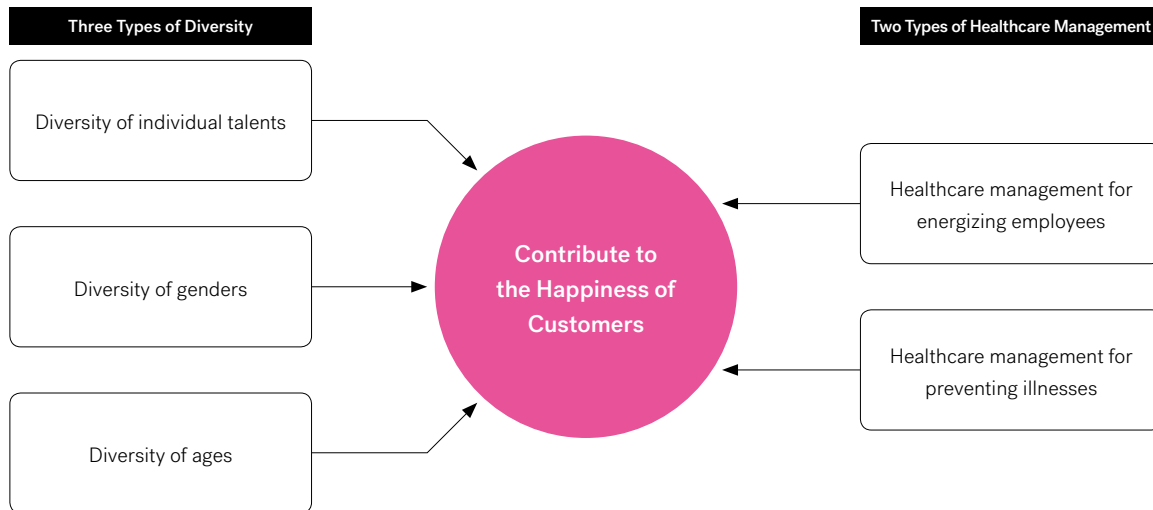 Three Types of Diversity
Diversity of individual talents
Diversity of genders
Diversity of ages
Contribute to
the Happiness of
Customers
Two Types of Healthcare Management
Healthcare management for
energizing employees
Healthcare management for
preventing illnesses